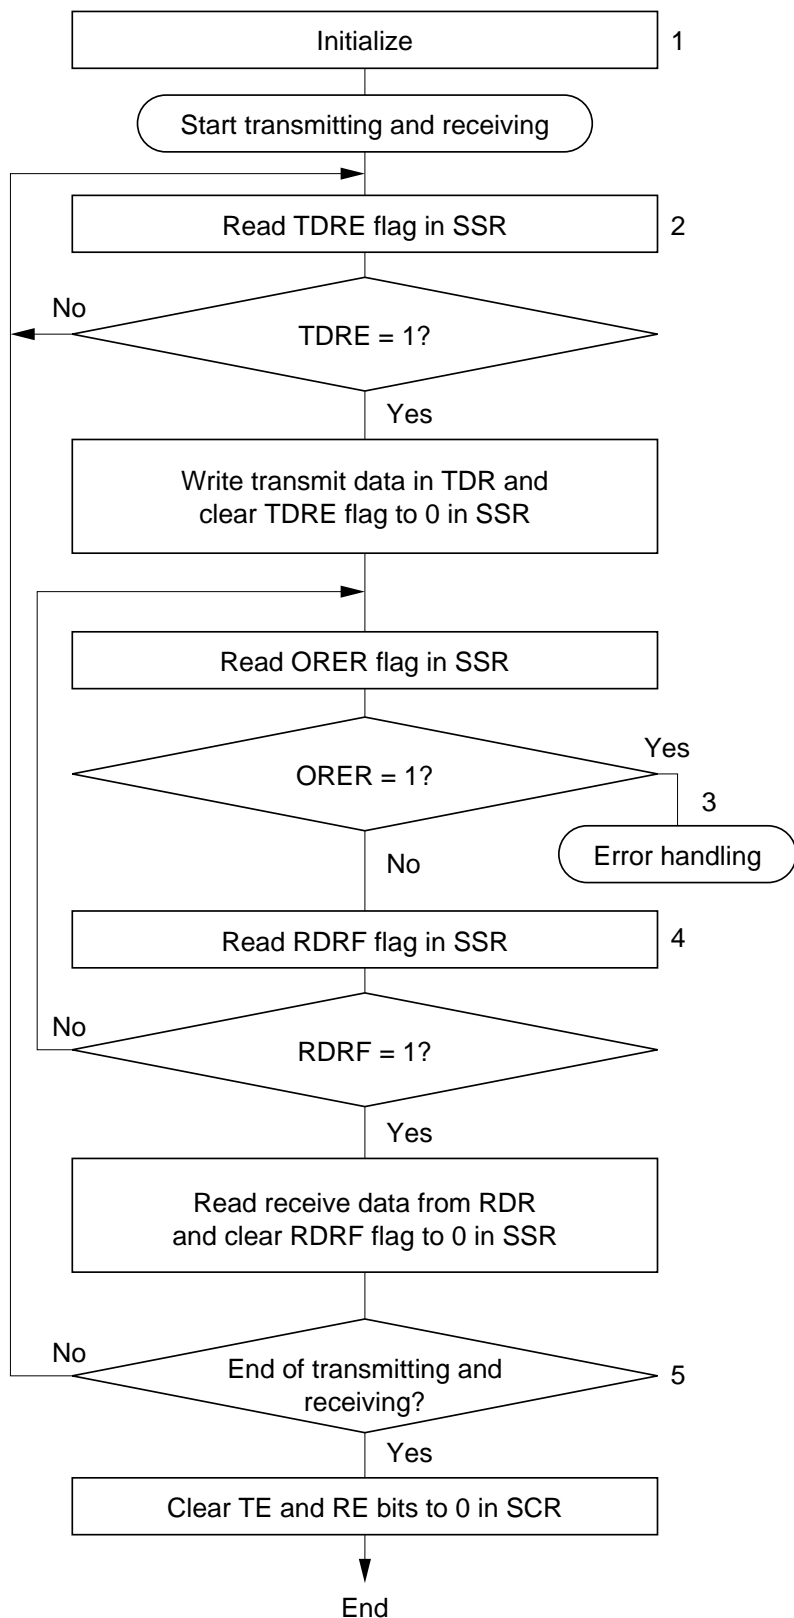 Initialize
1
Start transmitting and receiving
Read TDRE flag in SSR
2
No
TDRE = 1?
Yes
Write transmit data in TDR and
clear TDRE flag to 0 in SSR
Read ORER flag in SSR
Yes
ORER = 1?
3
Error handling
No
Read RDRF flag in SSR
4
No
RDRF = 1?
Yes
Read receive data from RDR
and clear RDRF flag to 0 in SSR
No
End of transmitting and
receiving?
5
Yes
Clear TE and RE bits to 0 in SCR
End